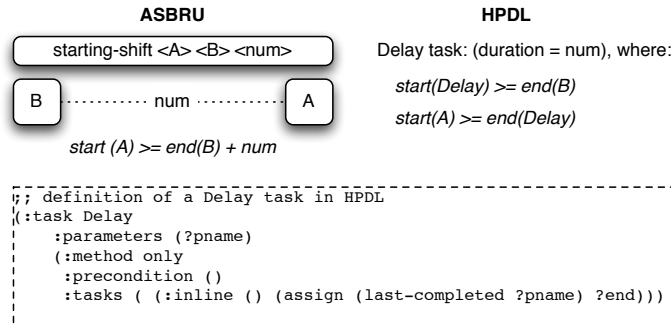 ASBRU
HPDL
starting-shift <A> <B> <num>
Delay task: (duration = num), where:
B
num
A
start(Delay) >= end(B)
start(A) >= end(Delay)
start (A) >= end(B) + num
;; definition of a Delay task in HPDL
(:task Delay
:parameters (?pname)
(:method only
:precondition ()
:tasks ( (:inline () (assign (last-completed ?pname) ?end)))